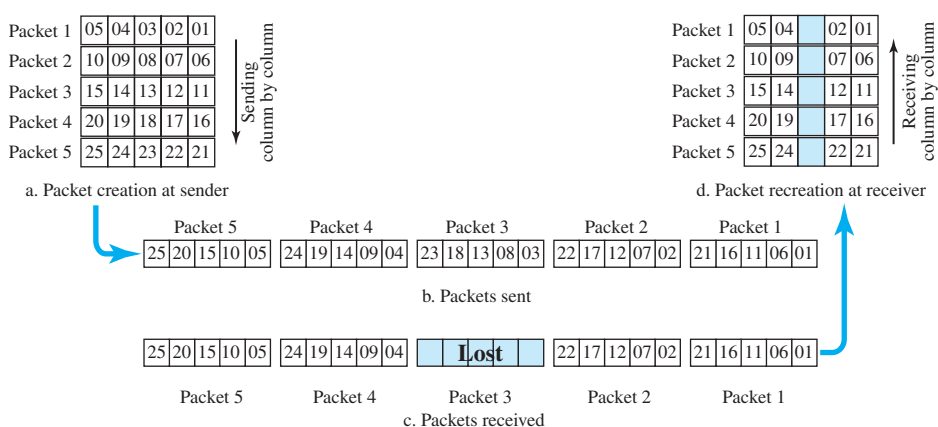 Packet 1 05 04 03 02 01
Packet 2 10 09 08 07 06
Packet 3 15 14 13 12 11
Packet 4 20 19 18 17 16
Packet 5 25 24 23 22 21
Sending
column by column
a. Packet creation at sender
Packet 1 05 04 02 01
Packet 2 10 09 07 06
Packet 3 15 14 12 11
Packet 4 20 19 17 16
Packet 5 25 24 22 21
Receiving
column by column
d. Packet recreation at receiver
Packet 5 Packet 4 Packet 3 Packet 2 Packet 1
25 20 15 10 05 24 19 14 09 04 23 18 13 08 03 22 17 12 07 02 21 16 11 06 01
b. Packets sent
25 20 15 10 05 24 19 14 09 04 Lost 22 17 12 07 02 21 16 11 06 01
Packet 5 Packet 4 Packet 3 Packet 2 Packet 1
c. Packets received